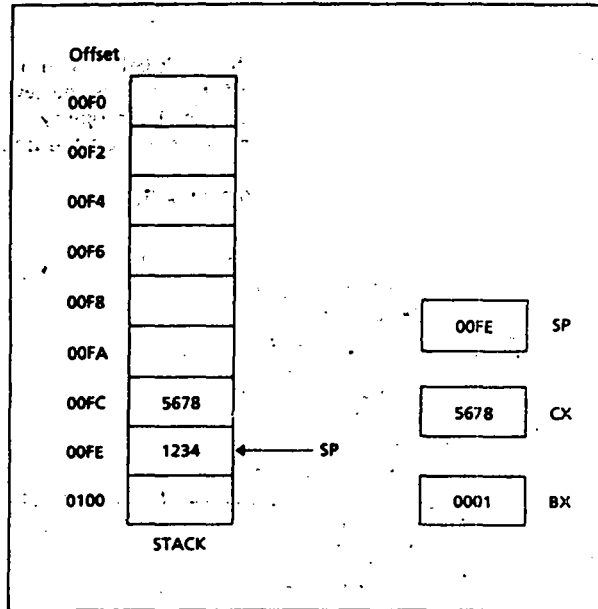 Offset
00F0
00F2
00F4
00F6
00F8
00FE SP
00FA
00FC 5678
5678 CX
00FE 1234 SP
0100
0001 BX
STACK